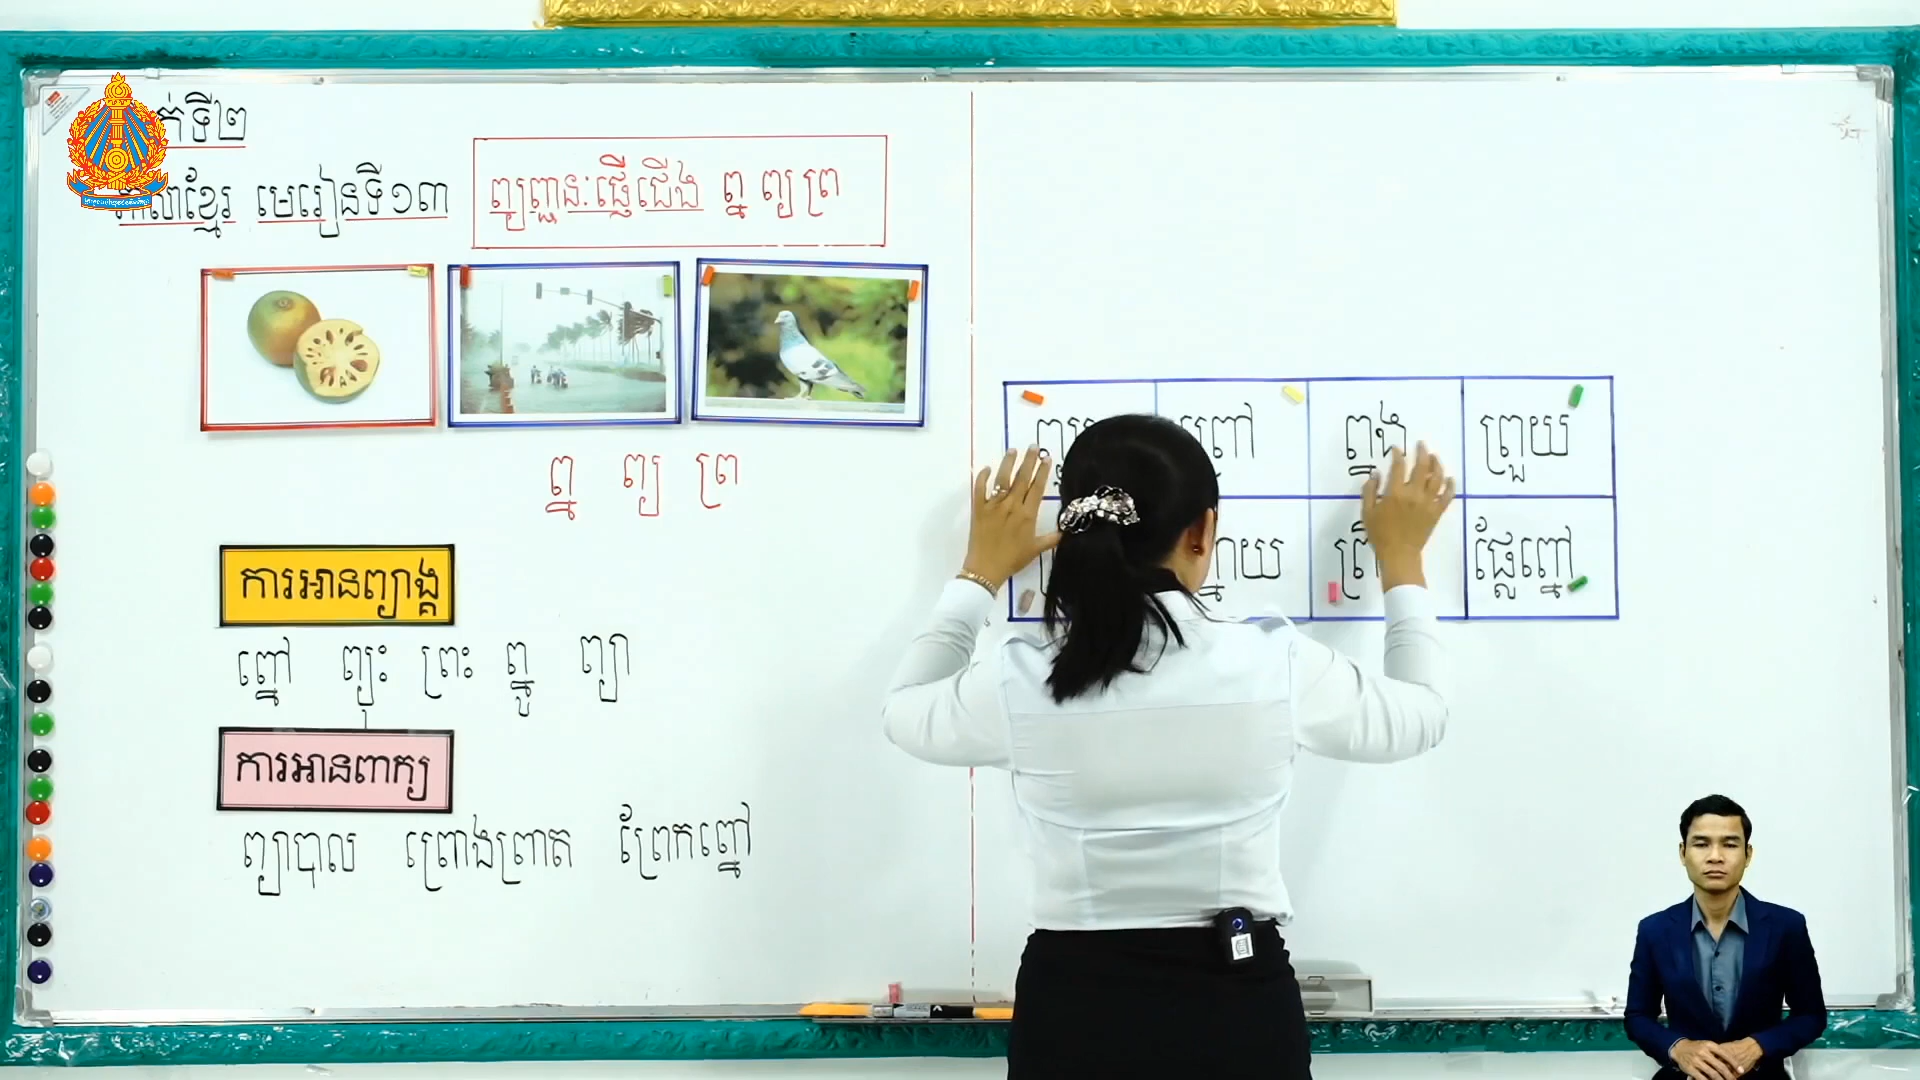 ទី២
ភាសាខ្មែរ មេរៀនទី១៣
ព្យញ្ជនៈផ្ញើជើង ព្ន ព្យ ព្រ
ព្ន ព្យ ព្រ
ការអានព្យាង្គ
ព្នៅ ព្យុះ ព្រះ ព្នូ ព្យា
ការអានពាក្យ
ព្យាបាល ព្រោងព្រាត ព្រែកព្នៅ
ព្នង ព្រួយ
ផ្លែព្នៅ